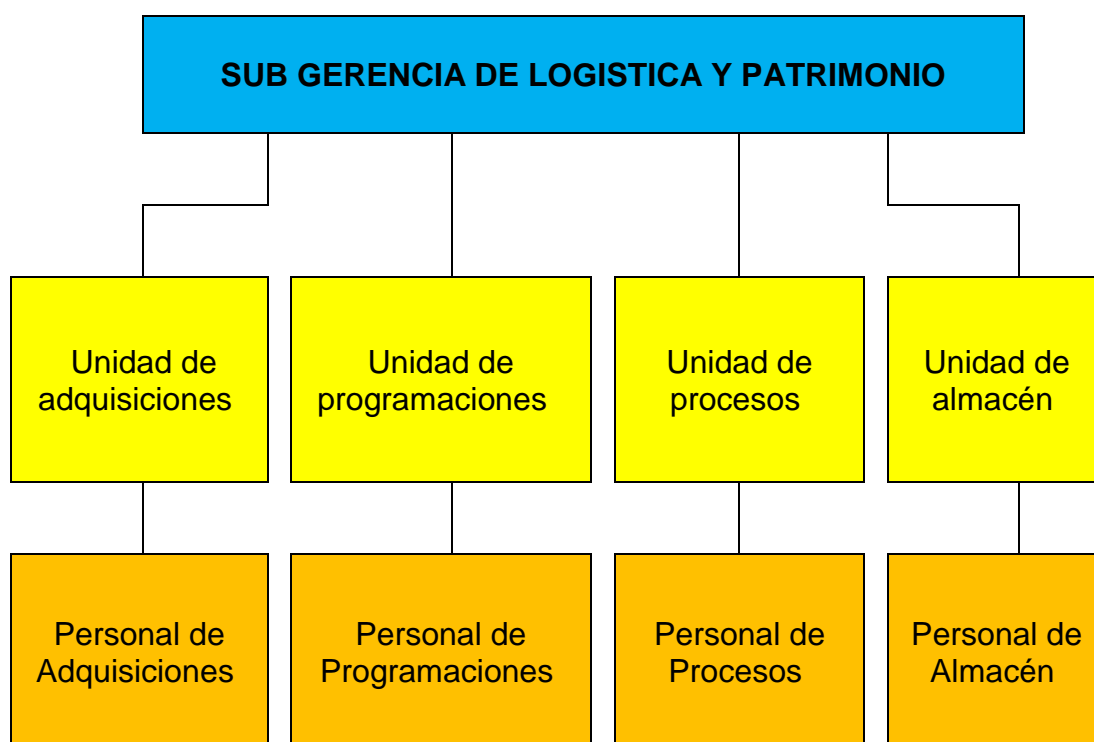 SUB GERENCIA DE LOGISTICA Y PATRIMONIO
Unidad de
adquisiciones
Unidad de
programaciones
Unidad de
procesos
Unidad de
almacén
Personal de
Adquisiciones
Personal de
Programaciones
Personal de
Procesos
Personal de
Almacén